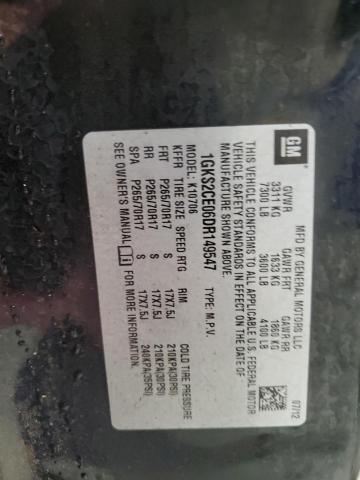 GM
MFD BY GENERAL MOTORS LLC 07/12
GVWR GAWR FRT GAWR RR
3311 KG 1633 KG 1860 KG
7300 LB 3600 LB 4100 LB
THIS VEHICLE CONFORMS TO ALL APPLICABLE U.S. FEDERAL MOTOR
VEHICLE SAFETY STANDARDS IN EFFECT ON THE DATE OF
MANUFACTURE SHOWN ABOVE.
1GKS2CE06DR149547 TYPE: M.P.V.
MODEL: K10706
KFFR TIRE SIZE SPEED RTG RIM COLD TIRE PRESSURE
FRT P265/70R17 S 17X7.5J 210KPA(30PSI)
RR P265/70R17 S 17X7.5J 210KPA(30PSI)
SPA P265/70R17 S 17X7.5J 240KPA(35PSI)
SEE OWNER'S MANUAL FOR MORE INFORMATION.